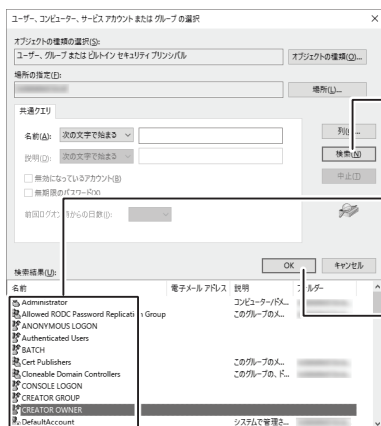 ユーザー、コンピューター、サービス アカウント または グループ の選択
オブジェクトの種類の選択(S):
ユーザー、グループ または ビルトイン セキュリティ プリンシパル
オブジェクトの種類(O)...
場所の指定(F):
場所(L)...
共通クエリ
名前(A): 次の文字で始まる
列(
説明(D): 次の文字で始まる
検索(N)
無効になっているアカウント(B)
中止(T)
無期限のパスワード(X)
前回ログオン時からの日数(I):
OK キャンセル
検索結果(U):
名前 電子メール アドレス 説明 フォルダー
Administrator コンピューター/ドメ...
Allowed RODC Password Replication Group このグループのメ...
ANONYMOUS LOGON
Authenticated Users
BATCH
Cert Publishers このグループのメ...
Cloneable Domain Controllers このグループの、ド...
CONSOLE LOGON
CREATOR GROUP
CREATOR OWNER
DefaultAccount システムで管理さ...